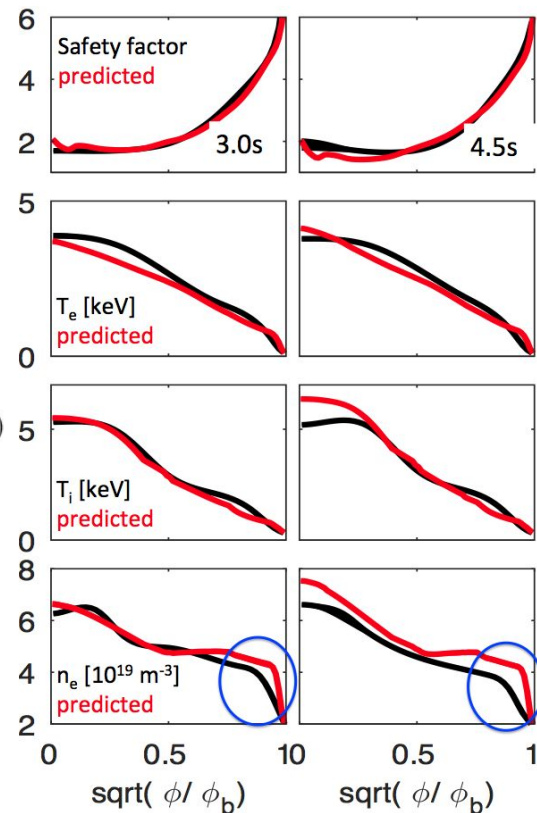 6
4
2
Safety factor
predicted
3.0s
4.5s
5
0
T_e [keV]
predicted
)
5
0
T_i [keV]
predicted
8
6
4
2
n_e [10^19 m^-3]
predicted
0 0.5 1 0 0.5 1
sqrt( ϕ/ ϕ_b) sqrt( ϕ/ ϕ_b)